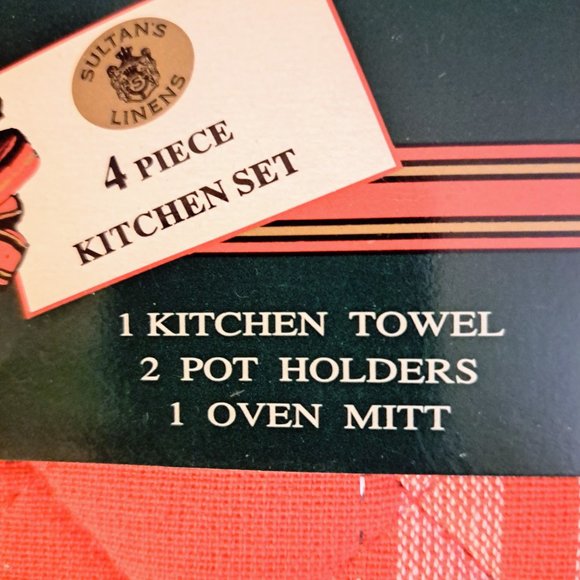 SULTAN'S
S
LINENS
4 PIECE
KITCHEN SET
1 KITCHEN TOWEL
2 POT HOLDERS
1 OVEN MITT